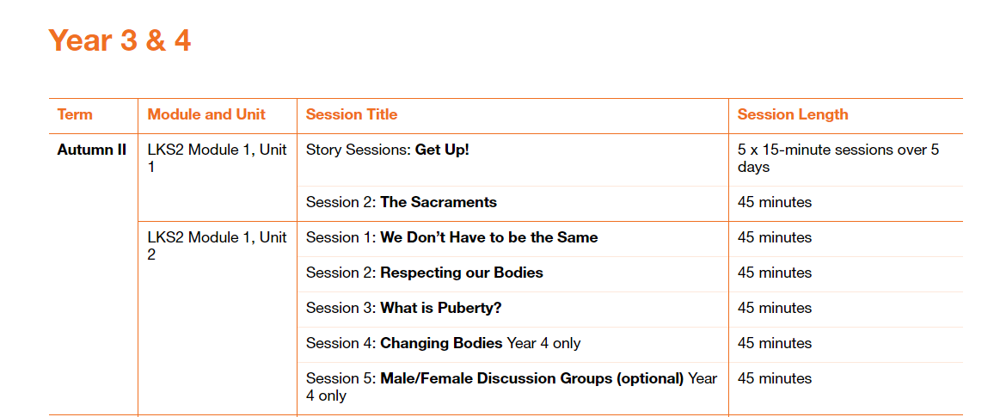 Year 3 & 4
Term Module and Unit Session Title Session Length
Autumn II LKS2 Module 1, Unit Story Sessions: Get Up! 5 x 15-minute sessions over 5
1 days
Session 2: The Sacraments 45 minutes
LKS2 Module 1, Unit Session 1: We Don’t Have to be the Same 45 minutes
2
Session 2: Respecting our Bodies 45 minutes
Session 3: What is Puberty? 45 minutes
Session 4: Changing Bodies Year 4 only 45 minutes
Session 5: Male/Female Discussion Groups (optional) Year 45 minutes
4 only